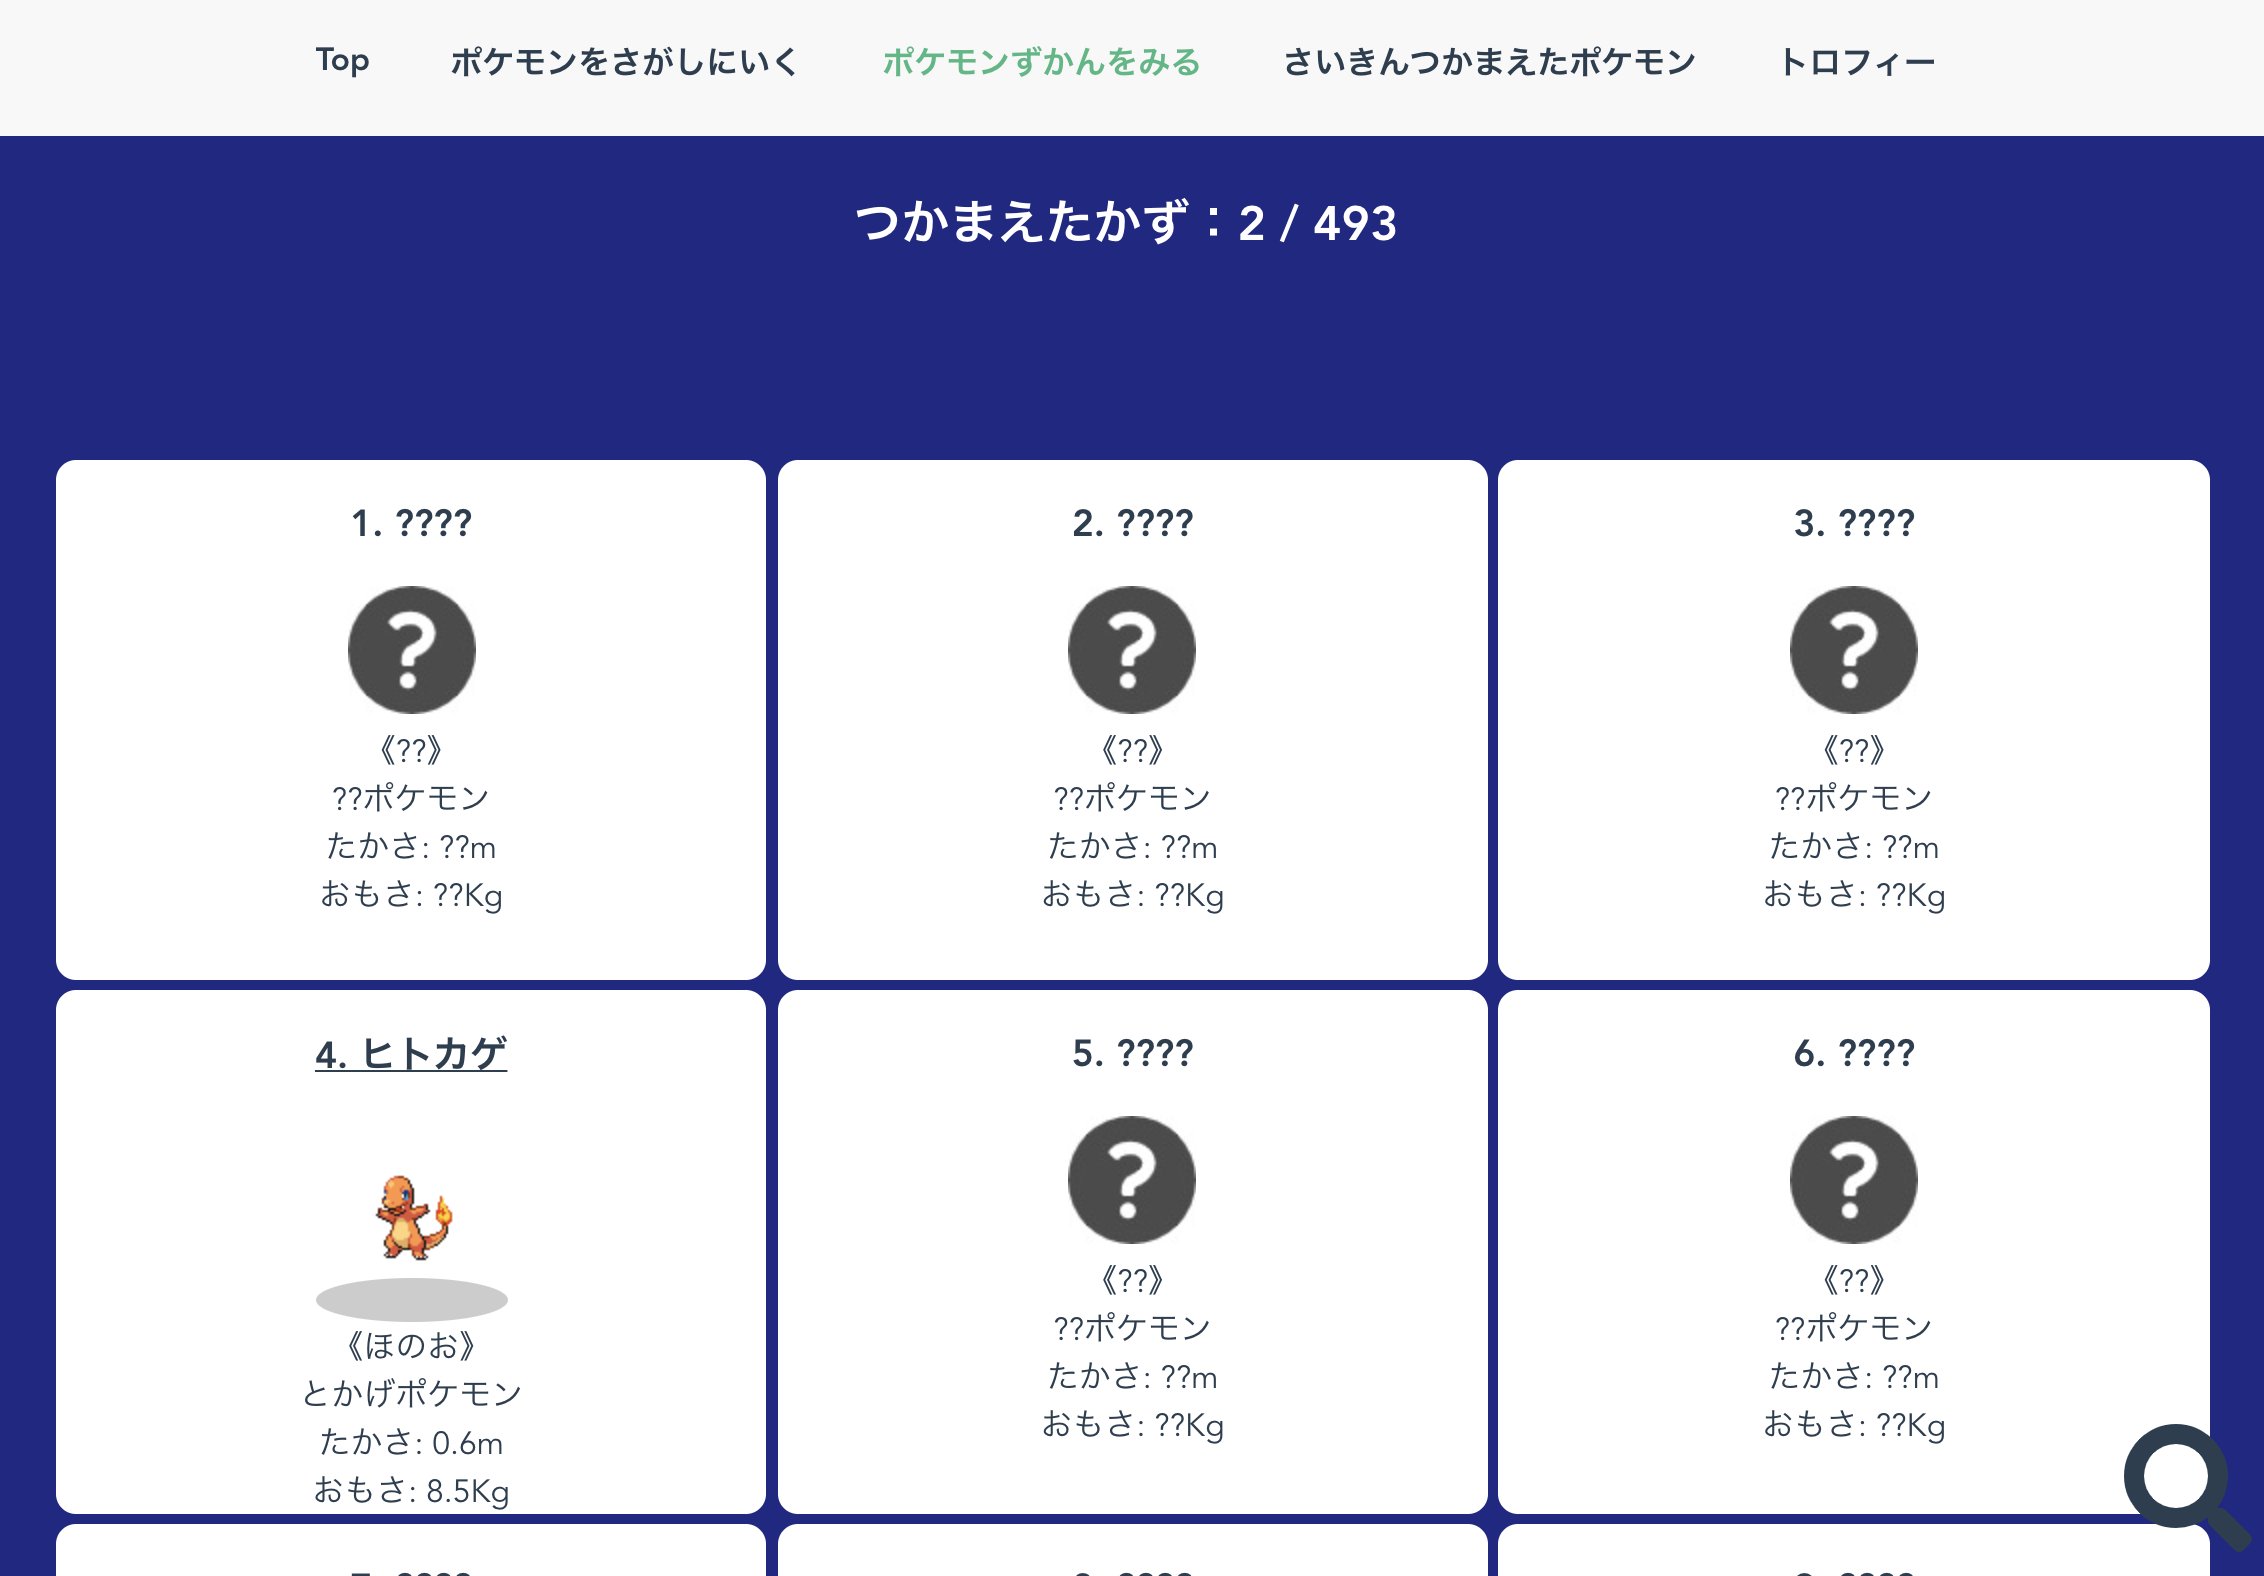 Top ポケモンをさがしにいく ポケモンずかんをみる さいきんつかまえたポケモン トロフィー
つかまえたかず：2 / 493
1. ????
《??》
??ポケモン
たかさ: ??m
おもさ: ??Kg
2. ????
《??》
??ポケモン
たかさ: ??m
おもさ: ??Kg
3. ????
《??》
??ポケモン
たかさ: ??m
おもさ: ??Kg
4. ヒトカゲ
《ほのお》
とかげポケモン
たかさ: 0.6m
おもさ: 8.5Kg
5. ????
《??》
??ポケモン
たかさ: ??m
おもさ: ??Kg
6. ????
《??》
??ポケモン
たかさ: ??m
おもさ: ??Kg